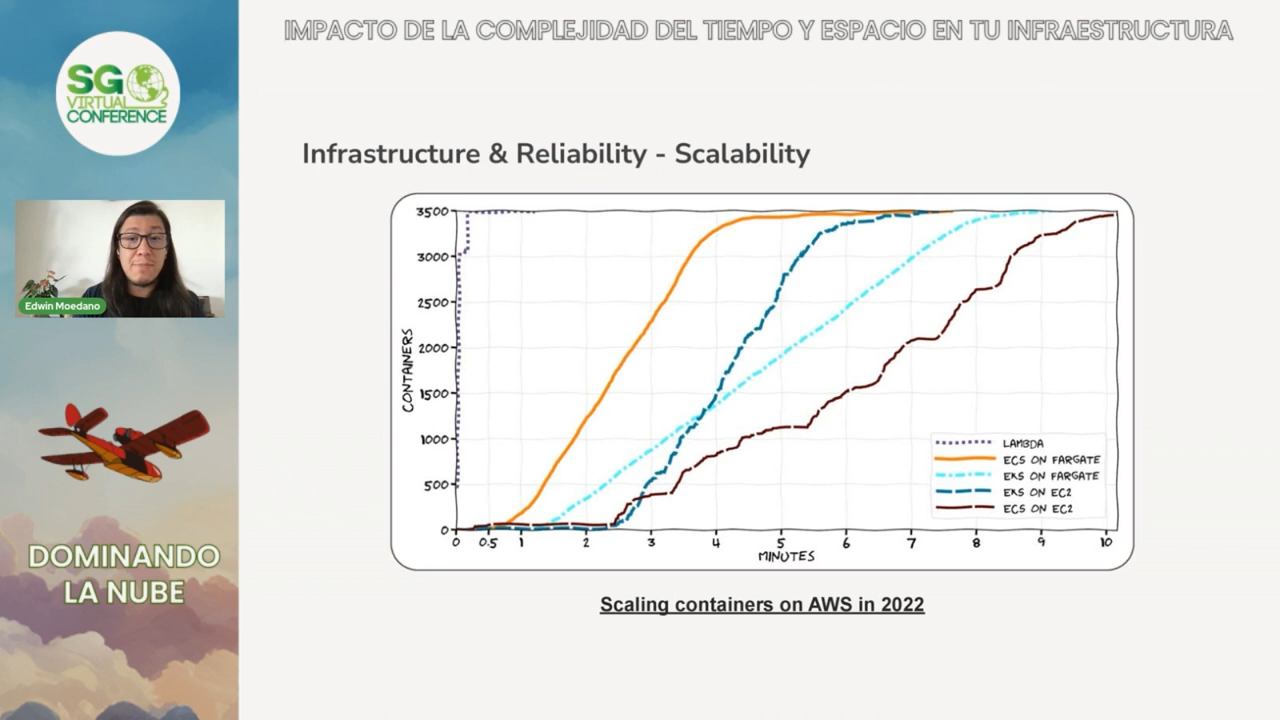 IMPACTO DE LA COMPLEJIDAD DEL TIEMPO Y ESPACIO EN TU INFRAESTRUCTURA
SG
VIRTUAL
CONFERENCE
Edwin Moedano
DOMINANDO
LA NUBE
Infrastructure & Reliability - Scalability
CONTAINERS
3500
3000
2500
2000
1500
1000
500
0
0 0.5 1 2 3 4 5 6 7 8 9 10
MINUTES
LAMBDA
ECS ON FARGATE
EKS ON FARGATE
EKS ON EC2
ECS ON EC2
Scaling containers on AWS in 2022